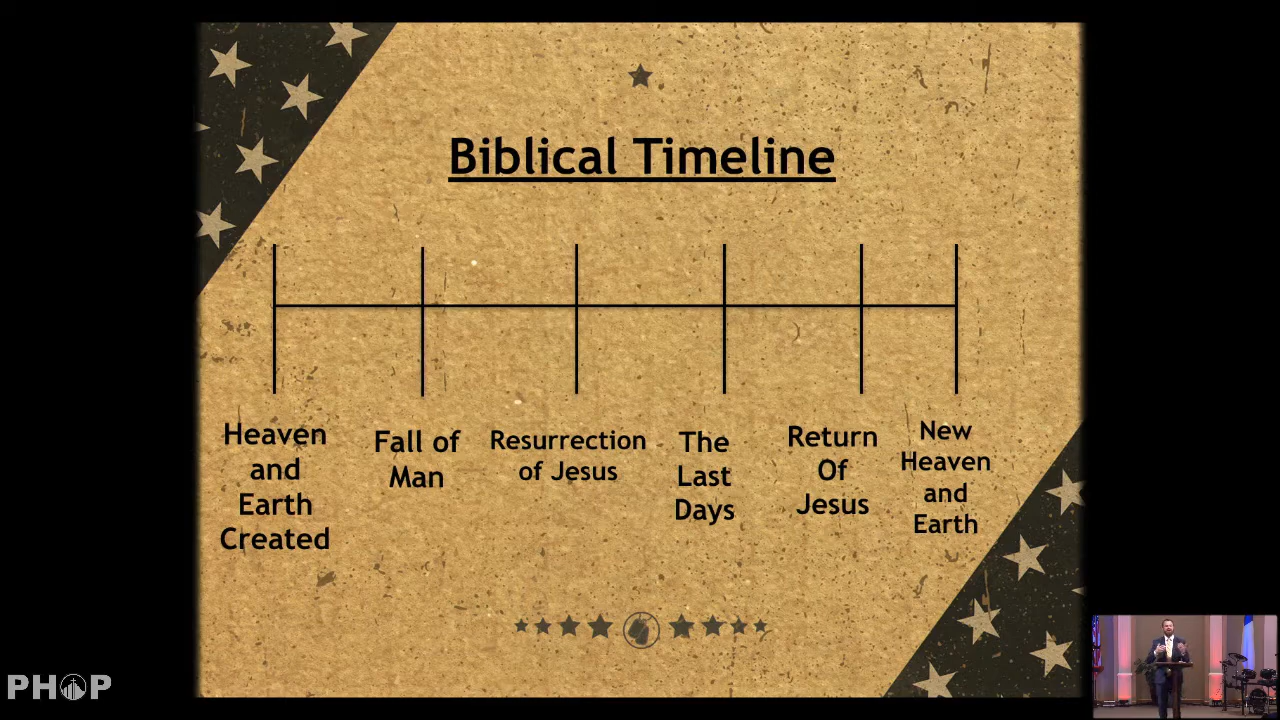 Biblical Timeline
Heaven
and
Earth
Created
Fall of
Man
Resurrection
of Jesus
The
Last
Days
Return
Of
Jesus
New
Heaven
and
Earth
PHOP